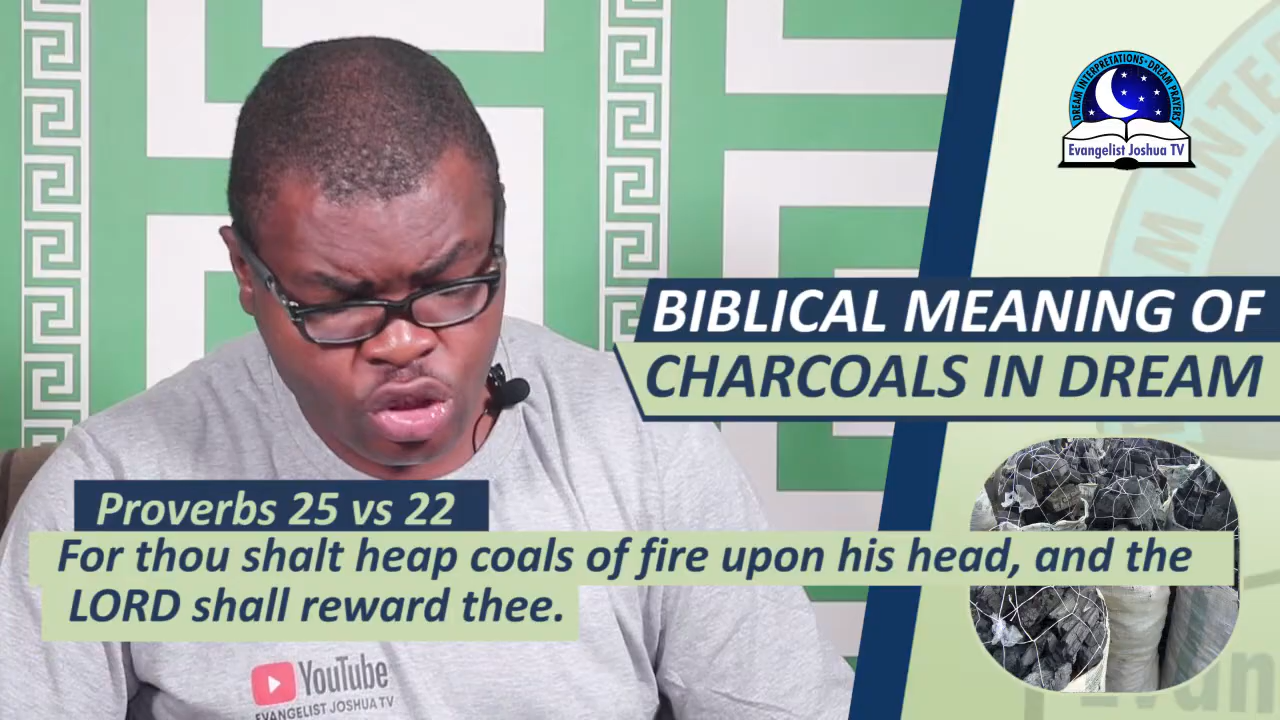 DREAM INTERPRETATIONS • DREAM PRAYERS
Evangelist Joshua TV
BIBLICAL MEANING OF
CHARCOALS IN DREAM
Proverbs 25 vs 22
For thou shalt heap coals of fire upon his head, and the
LORD shall reward thee.
YouTube
EVANGELIST JOSHUA TV